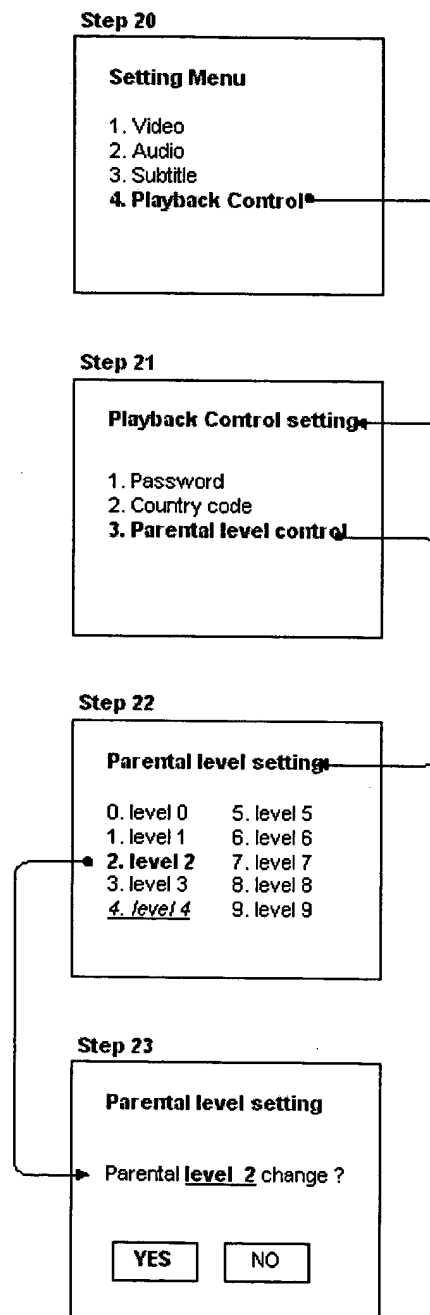 Step 20
Setting Menu
1. Video
2. Audio
3. Subtitle
4. Playback Control
Step 21
Playback Control setting
1. Password
2. Country code
3. Parental level control
Step 22
Parental level setting
0. level 0 5. level 5
1. level 1 6. level 6
2. level 2 7. level 7
3. level 3 8. level 8
4. level 4 9. level 9
Step 23
Parental level setting
Parental level 2 change ?
YES NO